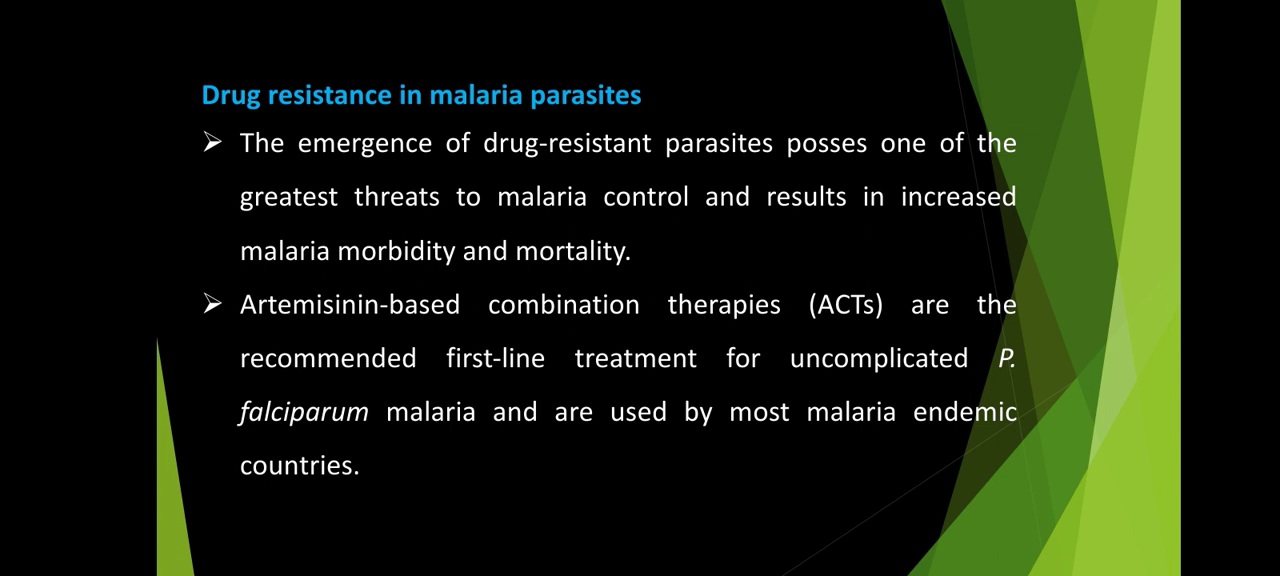 Drug resistance in malaria parasites
➢ The emergence of drug-resistant parasites posses one of the
greatest threats to malaria control and results in increased
malaria morbidity and mortality.
➢ Artemisinin-based combination therapies (ACTs) are the
recommended first-line treatment for uncomplicated P.
falciparum malaria and are used by most malaria endemic
countries.